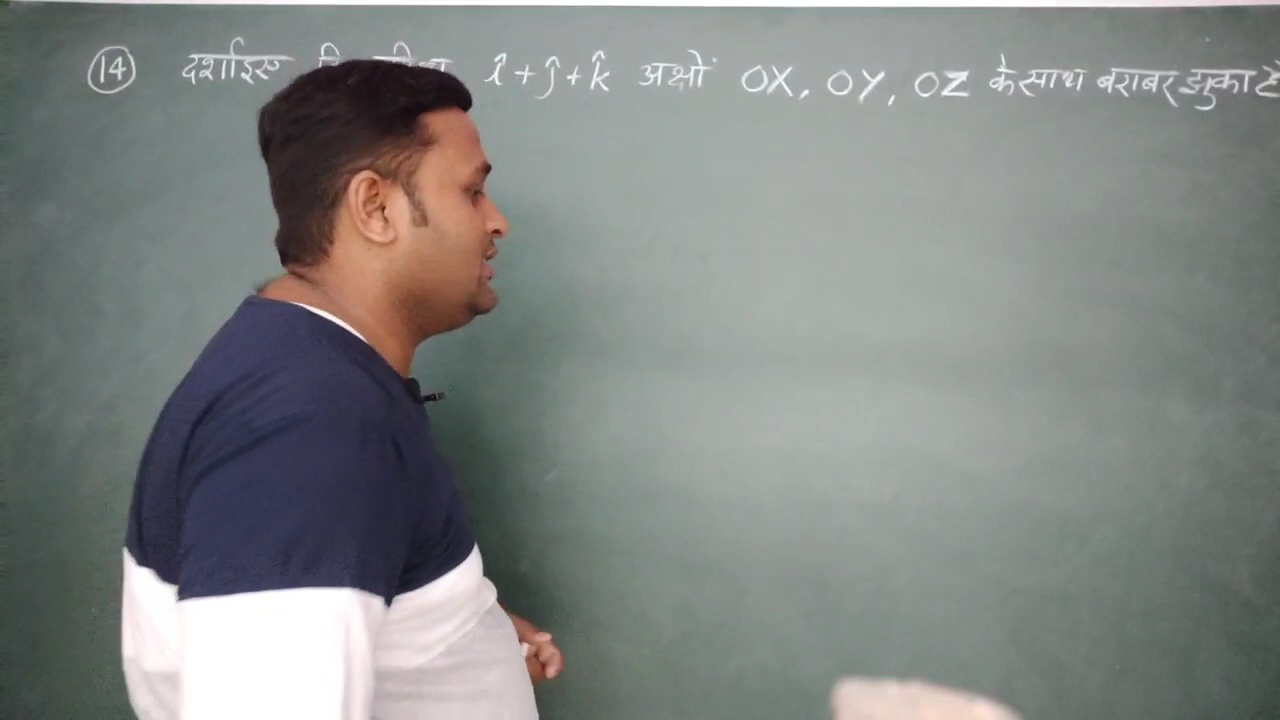 (14) दर्शाइए î + ĵ + k̂ अक्षों OX, OY, OZ के साथ बराबर झुका है